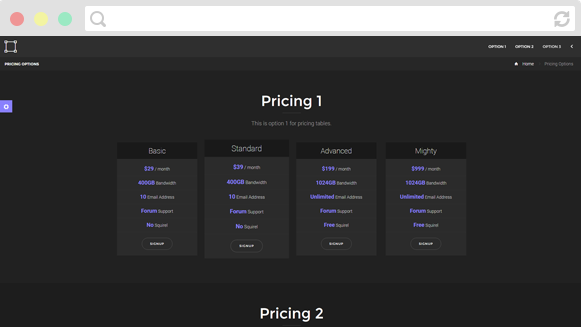 OPTION 1 OPTION 2 OPTION 3
PRICING OPTIONS
Home Pricing Options
Pricing 1
This is option 1 for pricing tables.
Basic
$29 / month
400GB Bandwidth
10 Email Address
Forum Support
No Squirel
SIGNUP
Standard
$39 / month
400GB Bandwidth
10 Email Address
Forum Support
No Squirel
SIGNUP
Advanced
$199 / month
1024GB Bandwidth
Unlimited Email Address
Forum Support
Free Squirel
SIGNUP
Mighty
$999 / month
1024GB Bandwidth
Unlimited Email Address
Forum Support
Free Squirel
SIGNUP
Pricing 2